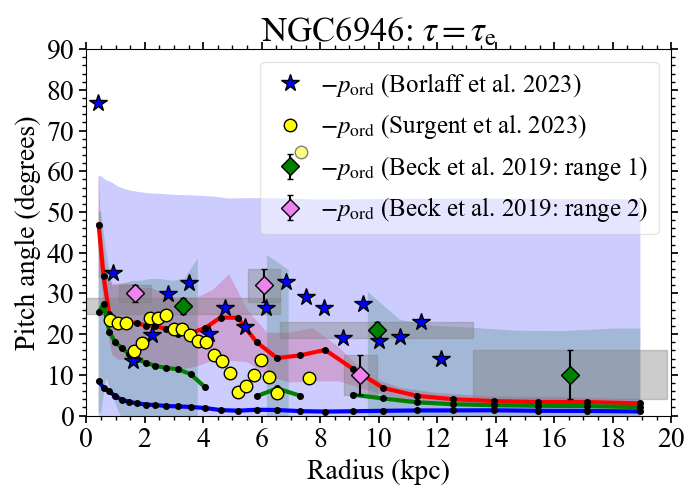 NGC6946: τ = τe
Pitch angle (degrees)
90
80
70
60
50
40
30
20
10
0
−pord (Borlaff et al. 2023)
−pord (Surgent et al. 2023)
−pord (Beck et al. 2019: range 1)
−pord (Beck et al. 2019: range 2)
0 2 4 6 8 10 12 14 16 18 20
Radius (kpc)